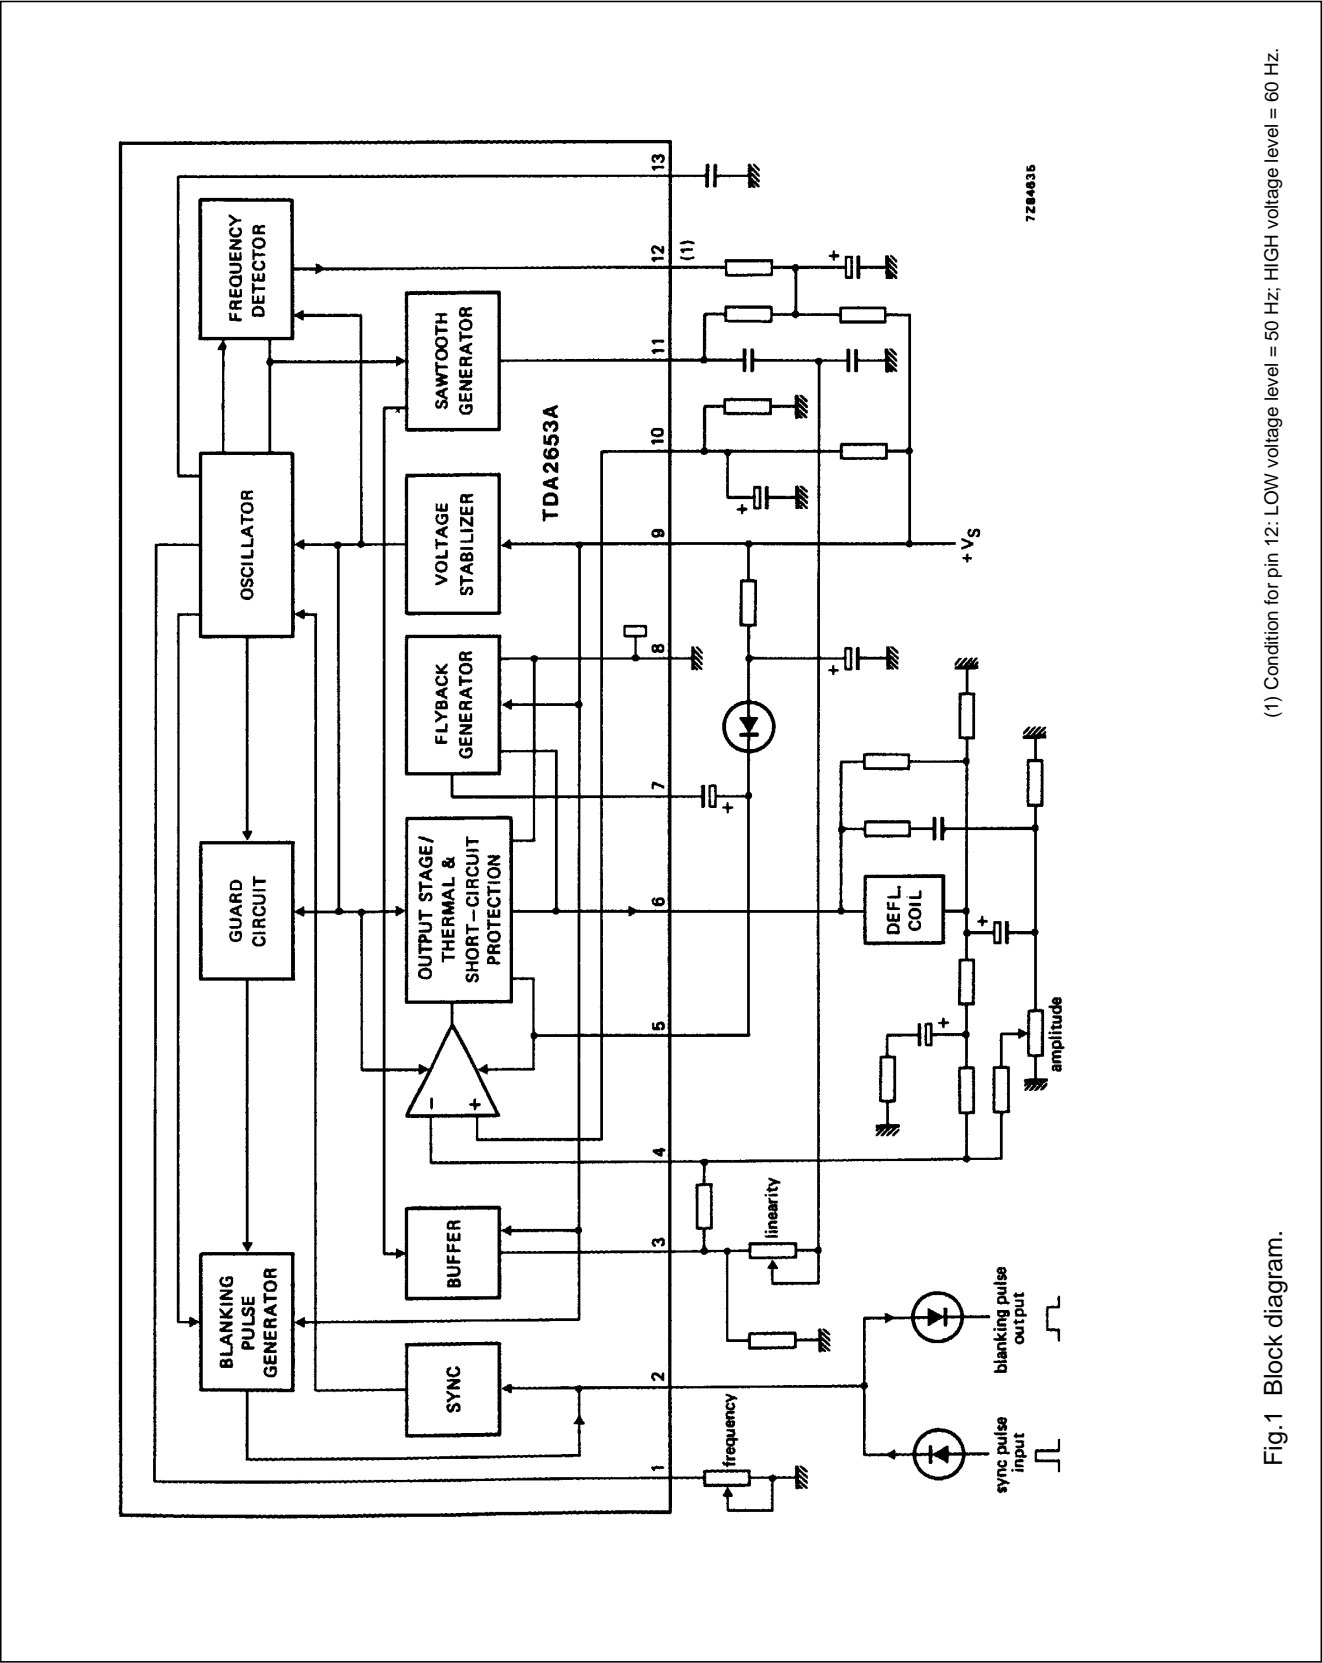 BLANKING
PULSE
GENERATOR
GUARD
CIRCUIT
OSCILLATOR
FREQUENCY
DETECTOR
SYNC
BUFFER
−
+
OUTPUT STAGE/
THERMAL &
SHORT−CIRCUIT
PROTECTION
FLYBACK
GENERATOR
VOLTAGE
STABILIZER
SAWTOOTH
GENERATOR
TDA2653A
1
2
3
4
5
6
7
8
9
10
11
12
13
(1)
frequency
linearity
+
+
+
+
+
+
DEFL.
COIL
amplitude
+VS
sync pulse
input
blanking pulse
output
7Z84635
Fig.1 Block diagram.
(1) Condition for pin 12: LOW voltage level = 50 Hz; HIGH voltage level = 60 Hz.